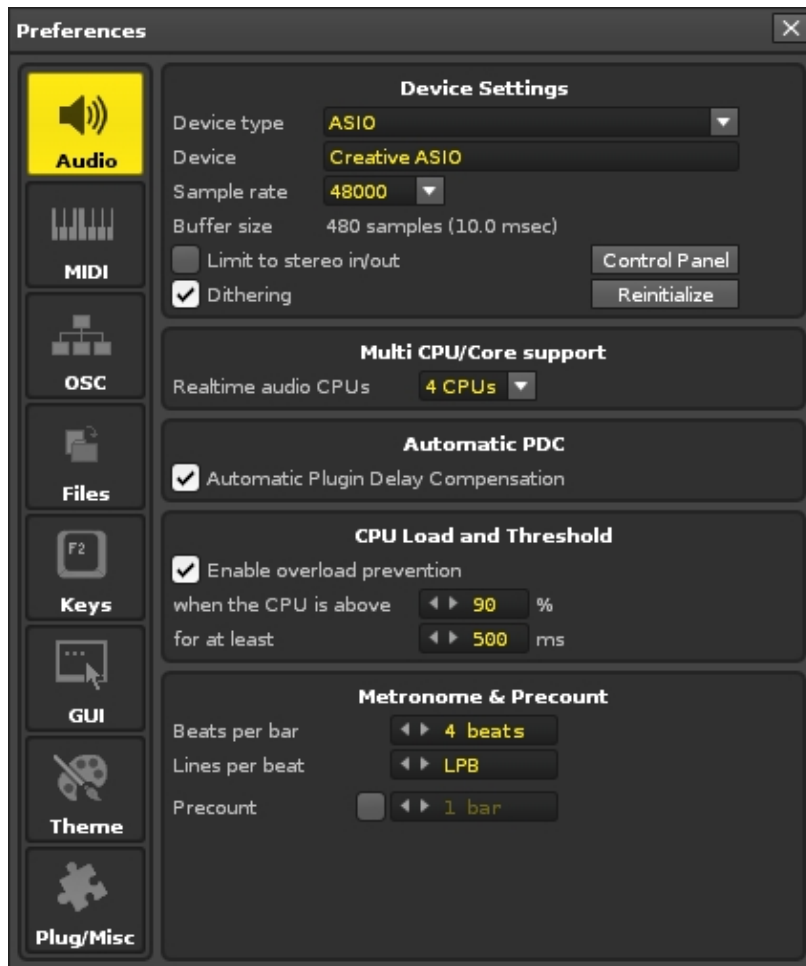 Preferences
Audio
MIDI
OSC
Files
F2
Keys
GUI
Theme
Plug/Misc
Device Settings
Device type ASIO
Device Creative ASIO
Sample rate 48000
Buffer size 480 samples (10.0 msec)
Limit to stereo in/out Control Panel
Dithering Reinitialize
Multi CPU/Core support
Realtime audio CPUs 4 CPUs
Automatic PDC
Automatic Plugin Delay Compensation
CPU Load and Threshold
Enable overload prevention
when the CPU is above 90 %
for at least 500 ms
Metronome & Precount
Beats per bar 4 beats
Lines per beat LPB
Precount 1 bar